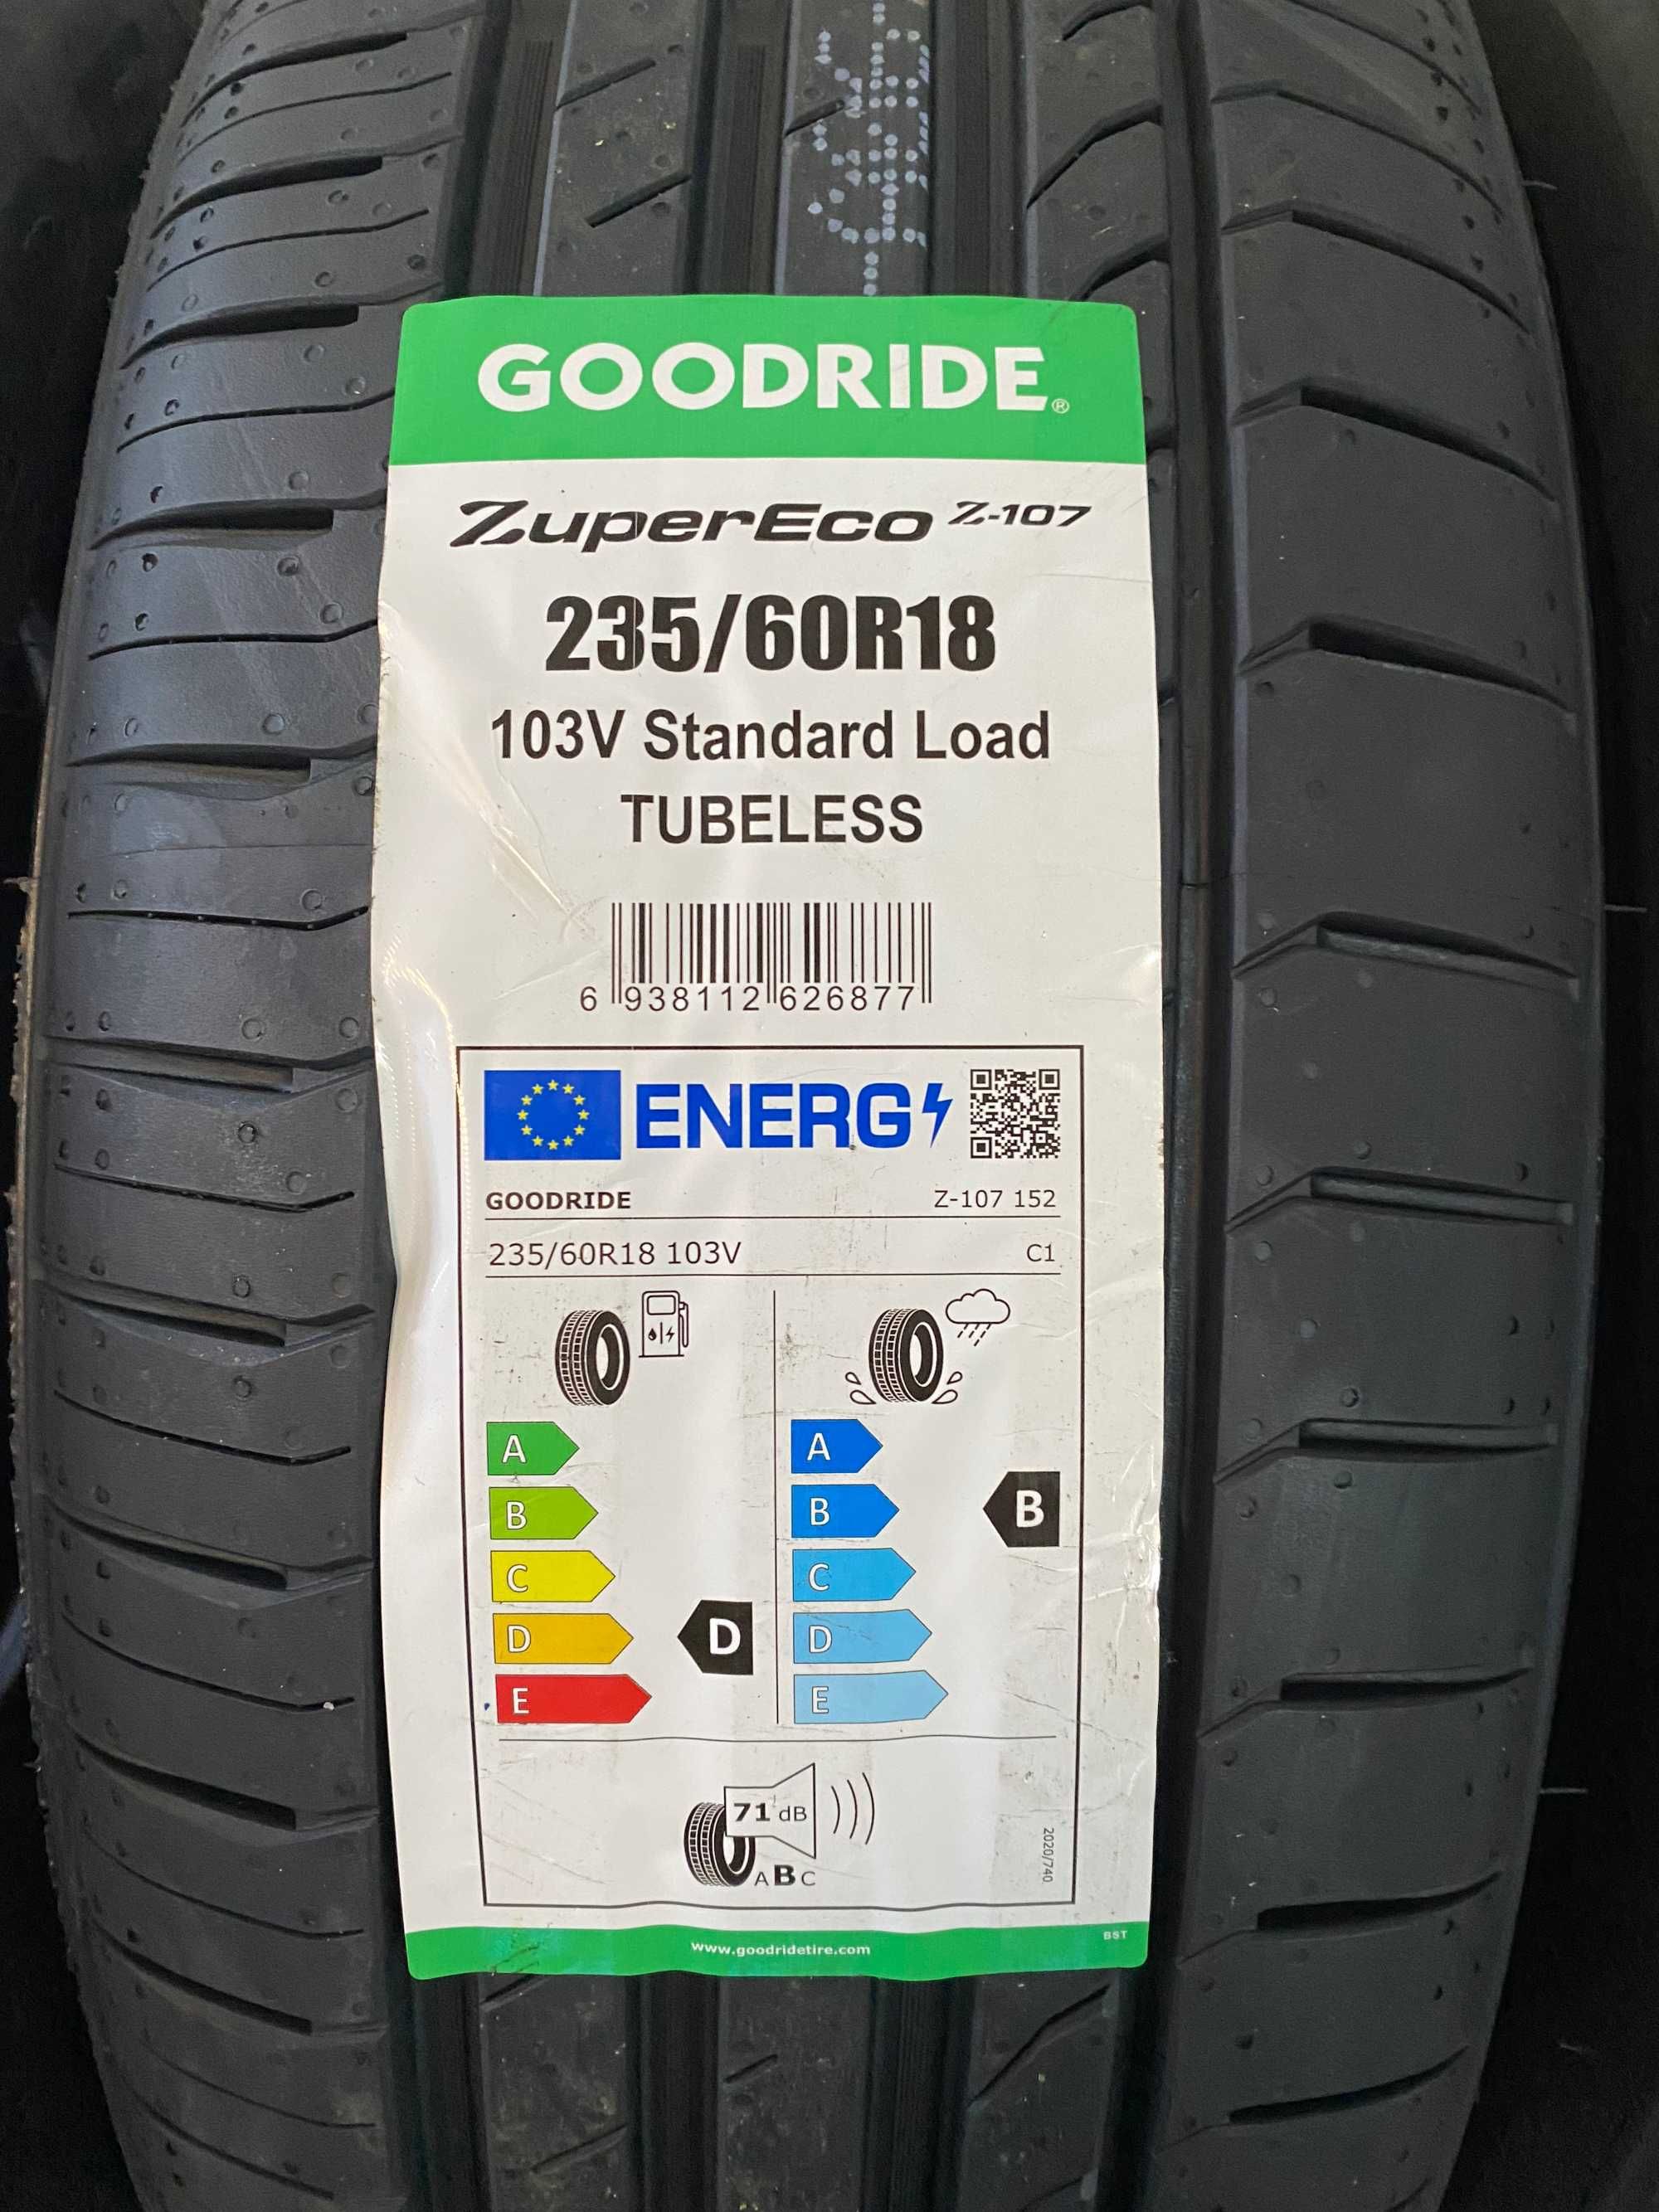 GOODRIDE®
ZuperEco Z-107
235/60R18
103V Standard Load
TUBELESS
6 938112 626877
ENERG
GOODRIDE Z-107 152
235/60R18 103V C1
A A
B B B
C C
D D D
E E
71 dB
ABC
2020/740
www.goodridetire.com BST